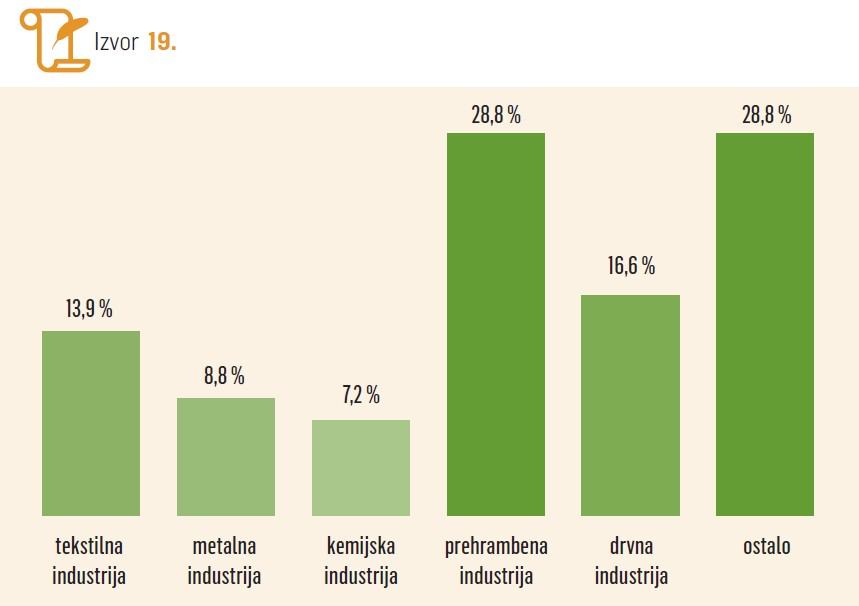 Izvor 19.
28,8 %
28,8 %
16,6 %
13,9 %
8,8 %
7,2 %
tekstilna
industrija
metalna
industrija
kemijska
industrija
prehrambena
industrija
drvna
industrija
ostalo